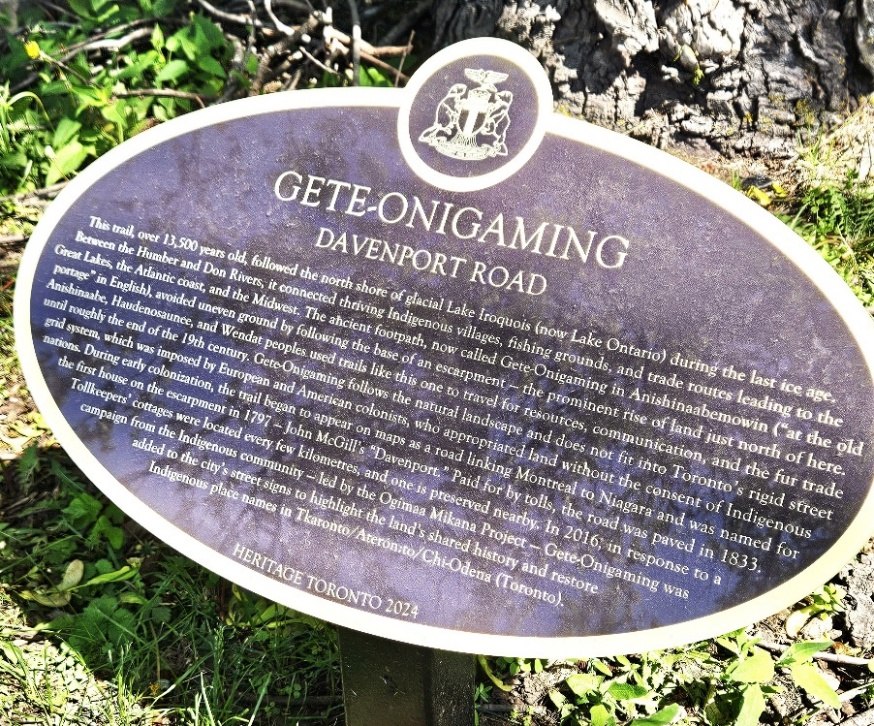 GETE-ONIGAMING
DAVENPORT ROAD
This trail, over 13,500 years old, followed the north shore of glacial Lake Iroquois (now Lake Ontario) during the last ice age.
Between the Humber and Don Rivers, it connected thriving Indigenous villages, fishing grounds, and trade routes leading to the
Great Lakes, the Atlantic coast, and the Midwest. The ancient footpath, now called Gete-Onigaming in Anishinaabemowin (“at the old
portage” in English), avoided uneven ground by following the base of an escarpment – the prominent rise of land just north of here.
Anishinaabe, Haudenosaunee, and Wendat peoples used trails like this one to travel for resources, communication, and the fur trade
until roughly the end of the 19th century. Gete-Onigaming follows the natural landscape and does not fit into Toronto’s rigid street
grid system, which was imposed by European and American colonists, who appropriated land without the consent of Indigenous
nations. During early colonization, the trail began to appear on maps as a road linking Montreal to Niagara and was named for
the first house on the escarpment in 1797 – John McGill’s “Davenport.” Paid for by tolls, the road was paved in 1833.
Tollkeepers’ cottages were located every few kilometres, and one is preserved nearby. In 2016, in response to a
campaign from the Indigenous community – led by the Ogimaa Mikana Project – Gete-Onigaming was
added to the city’s street signs to highlight the land’s shared history and restore
Indigenous place names in Tkaronto/Aterónto/Chi-Odena (Toronto).
HERITAGE TORONTO 2024